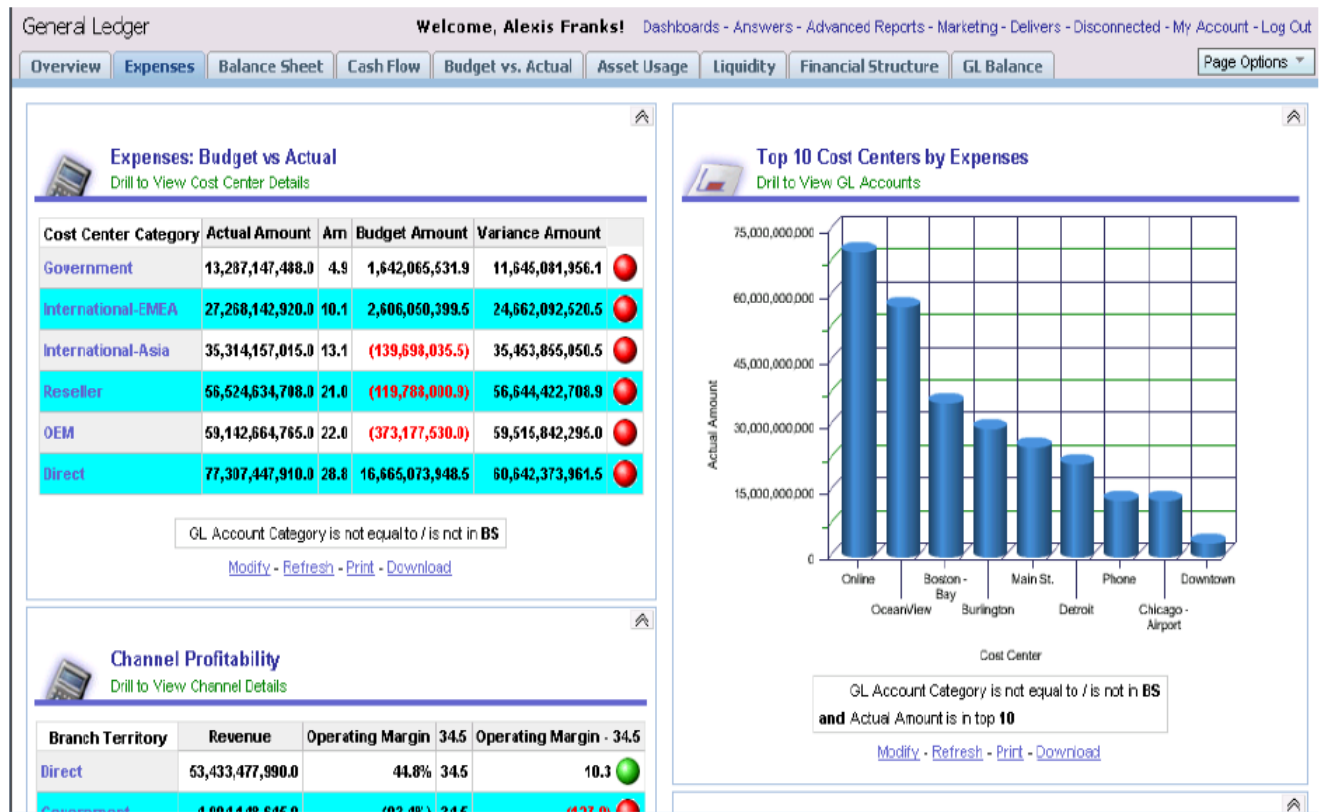 General Ledger
Welcome, Alexis Franks! Dashboards - Answers - Advanced Reports - Marketing - Delivers - Disconnected - My Account - Log Out
Overview Expenses Balance Sheet Cash Flow Budget vs. Actual Asset Usage Liquidity Financial Structure GL Balance
Page Options
Expenses: Budget vs Actual
Drill to View Cost Center Details
Cost Center Category Actual Amount Am Budget Amount Variance Amount
Government 13,287,147,488.0 4.9 1,642,065,531.9 11,645,081,956.1
International-EMEA 27,268,142,920.0 10.1 2,606,050,399.5 24,662,092,520.5
International-Asia 35,314,157,015.0 13.1 (139,698,035.5) 35,453,855,050.5
Reseller 56,524,634,708.0 21.0 (119,788,000.9) 56,644,422,708.9
OEM 59,142,664,765.0 22.0 (373,177,530.0) 59,515,842,295.0
Direct 77,307,447,910.0 28.8 16,665,073,948.5 60,642,373,961.5
GL Account Category is not equal to / is not in BS
Modify - Refresh - Print - Download
Channel Profitability
Drill to View Channel Details
Branch Territory Revenue Operating Margin 34.5 Operating Margin - 34.5
Direct 53,433,477,990.0 44.8% 34.5 10.3
Top 10 Cost Centers by Expenses
Drill to View GL Accounts
Actual Amount
75,000,000,000
60,000,000,000
45,000,000,000
30,000,000,000
15,000,000,000
0
Online
OceanView
Boston - Bay
Burlington
Main St.
Detroit
Phone
Chicago - Airport
Downtown
Cost Center
GL Account Category is not equal to / is not in BS
and Actual Amount is in top 10
Modify - Refresh - Print - Download